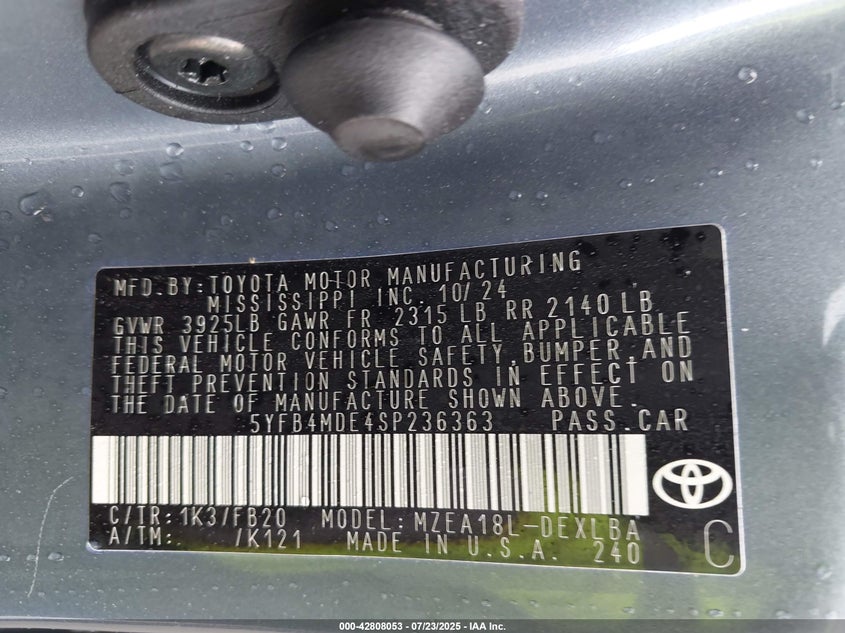 MFD.BY:TOYOTA MOTOR MANUFACTURING
MISSISSIPPI INC. 10/24
GVWR 3925LB GAWR FR 2315 LB RR 2140 LB
THIS VEHICLE CONFORMS TO ALL APPLICABLE
FEDERAL MOTOR VEHICLE SAFETY, BUMPER, AND
THEFT PREVENTION STANDARDS IN EFFECT ON
THE DATE OF MANUFACTURE SHOWN ABOVE.
5YFB4MDE4SP236363 PASS.CAR
C/TR: 1K3/FB20 MODEL: MZEA18L-DEXLBA
A/TM: /K121 MADE IN U.S.A. 240
C
000-42808053 - 07/23/2025 - IAA Inc.